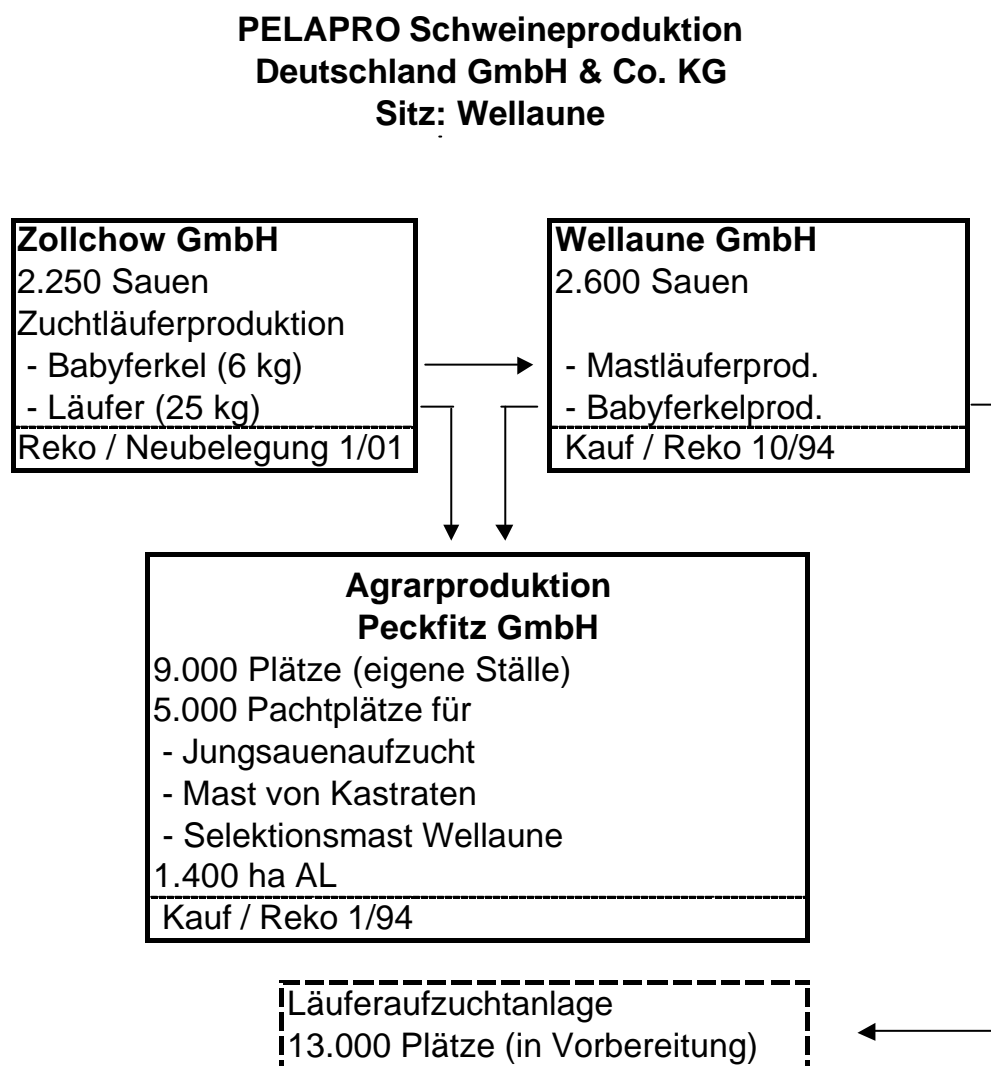 PELAPRO Schweineproduktion
Deutschland GmbH & Co. KG
Sitz: Wellaune
Zollchow GmbH
2.250 Sauen
Zuchtläuferproduktion
- Babyferkel (6 kg)
- Läufer (25 kg)
Reko / Neubelegung 1/01
Wellaune GmbH
2.600 Sauen
- Mastläuferprod.
- Babyferkelprod.
Kauf / Reko 10/94
Agrarproduktion
Peckfitz GmbH
9.000 Plätze (eigene Ställe)
5.000 Pachtplätze für
- Jungsauenaufzucht
- Mast von Kastraten
- Selektionsmast Wellaune
1.400 ha AL
Kauf / Reko 1/94
Läuferaufzuchtanlage
13.000 Plätze (in Vorbereitung)